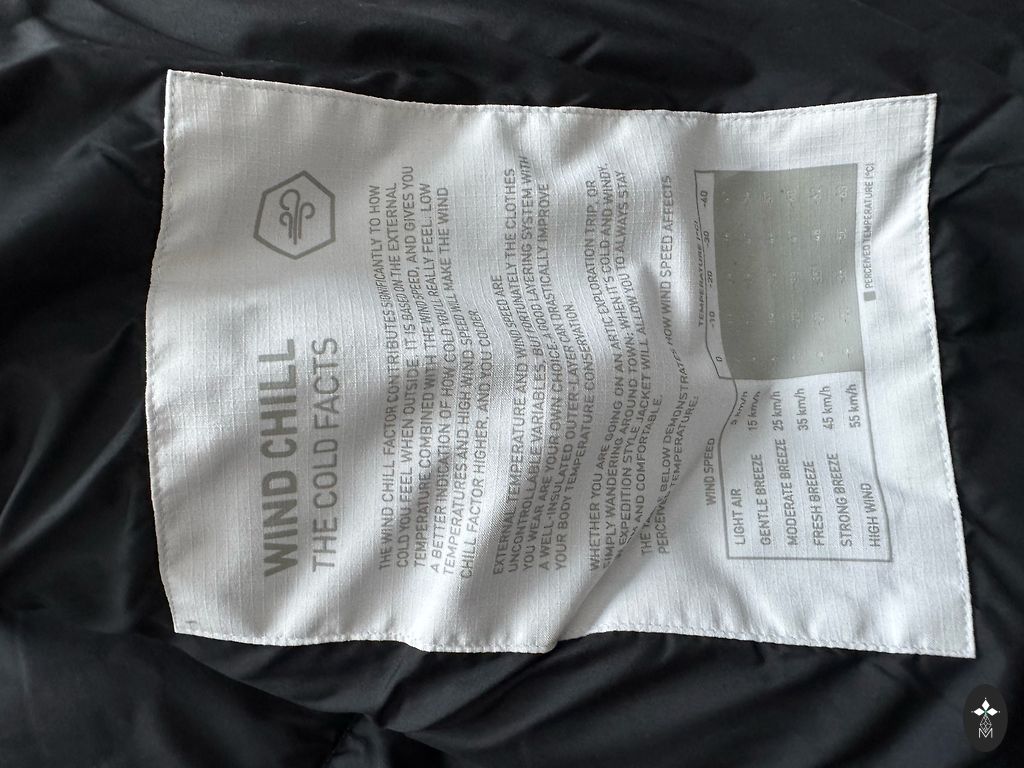 WIND CHILL
THE COLD FACTS
THE WIND CHILL FACTOR CONTRIBUTES SIGNIFICANTLY TO HOW
COLD YOU FEEL WHEN OUTSIDE. IT IS BASED ON THE EXTERNAL
TEMPERATURE COMBINED WITH THE WINDSPEED, AND GIVES YOU
A BETTER INDICATION OF HOW COLD YOU'LL REALLY FEEL. LOW
TEMPERATURES AND HIGH WIND SPEED WILL MAKE THE WIND
CHILL FACTOR HIGHER, AND YOU COLDER.
EXTERNAL TEMPERATURE AND WIND SPEED ARE
UNCONTROLLABLE VARIABLES, BUT FORTUNATELY THE CLOTHES
YOU WEAR ARE YOUR OWN CHOICE. A GOOD LAYERING SYSTEM WITH
A WELL-INSULATED OUTER-LAYER CAN DRASTICALLY IMPROVE
YOUR BODY TEMPERATURE CONSERVATION.
WHETHER YOU ARE GOING ON AN ARTIC EXPLORATION TRIP, OR
SIMPLY WANDERING AROUND TOWN; WHEN IT'S COLD AND WINDY,
EXPEDITION STYLE JACKET WILL ALLOW YOU TO ALWAYS STAY
AND COMFORTABLE.
THE BELOW DEMONSTRATES HOW WIND SPEED AFFECTS
TEMPERATURE:
TEMPERATURE
WIND SPEED 0 -10 -20 -30 -40
LIGHT AIR 5 km/h
GENTLE BREEZE 15 km/h
MODERATE BREEZE 25 km/h
FRESH BREEZE 35 km/h
STRONG BREEZE 45 km/h
HIGH WIND 55 km/h
PERCEIVED TEMPERATURE (°C)